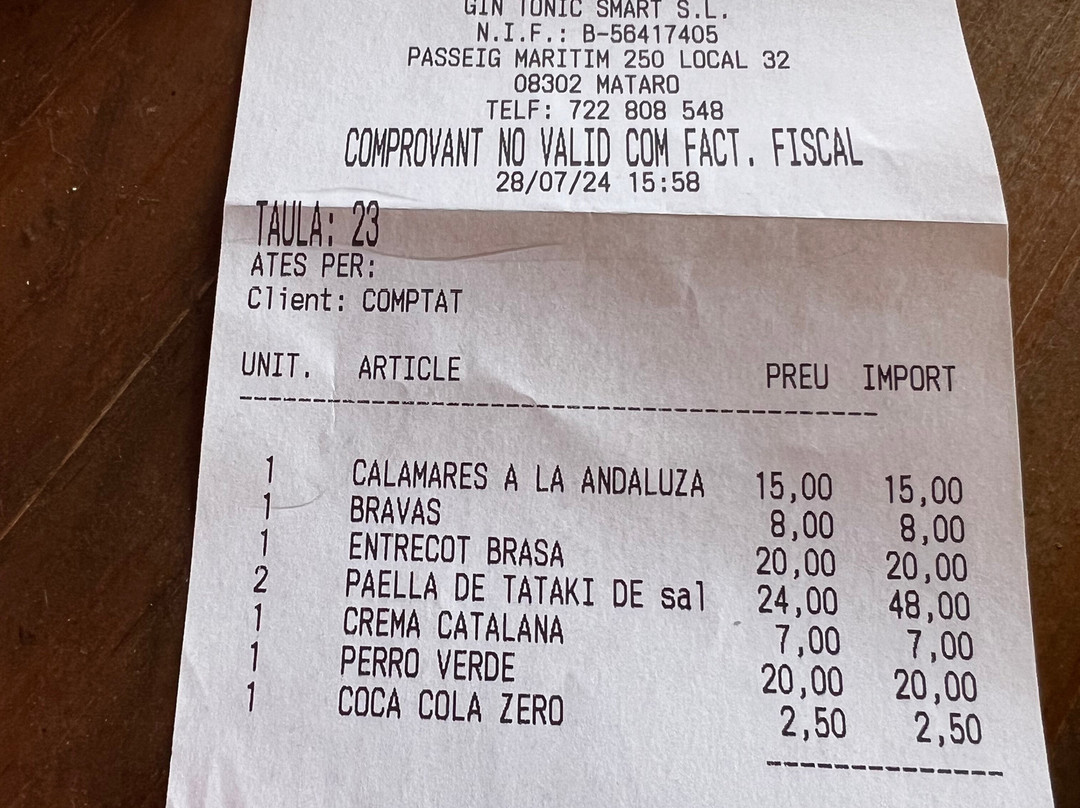 GIN TONIC SMART S.L.
N.I.F.: B-56417405
PASSEIG MARITIM 250 LOCAL 32
08302 MATARO
TELF: 722 808 548
COMPROVANT NO VALID COM FACT. FISCAL
28/07/24 15:58
TAULA: 23
ATES PER:
Client: COMPTAT
UNIT. ARTICLE PREU IMPORT
1 CALAMARES A LA ANDALUZA 15,00 15,00
1 BRAVAS 8,00 8,00
1 ENTRECOT BRASA 20,00 20,00
2 PAELLA DE TATAKI DE sal 24,00 48,00
1 CREMA CATALANA 7,00 7,00
1 PERRO VERDE 20,00 20,00
1 COCA COLA ZERO 2,50 2,50